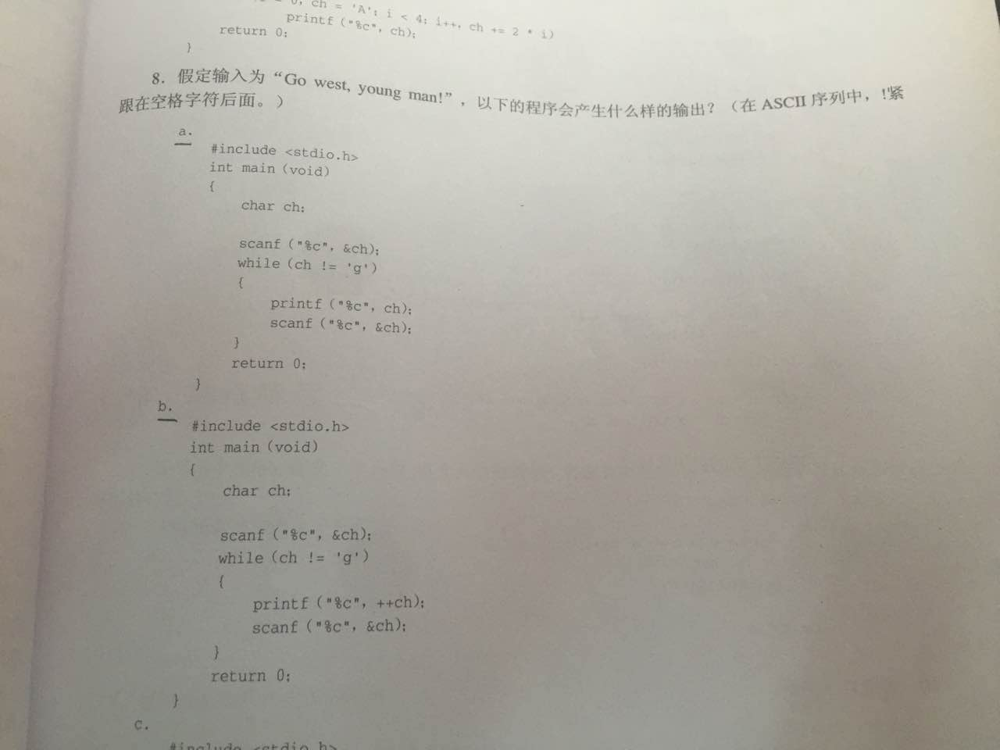 0, ch = 'A'; i < 4; i++, ch += 2 * i)
printf ("%c", ch);
return 0;
}
8. 假定输入为“Go west, young man!”，以下的程序会产生什么样的输出？（在 ASCII 序列中，!紧
跟在空格字符后面。）
a.
#include <stdio.h>
int main (void)
{
char ch;
scanf ("%c", &ch);
while (ch != 'g')
{
printf ("%c", ch);
scanf ("%c", &ch);
}
return 0;
}
b.
#include <stdio.h>
int main (void)
{
char ch;
scanf ("%c", &ch);
while (ch != 'g')
{
printf ("%c", ++ch);
scanf ("%c", &ch);
}
return 0;
}
c.
#include <stdio.h>